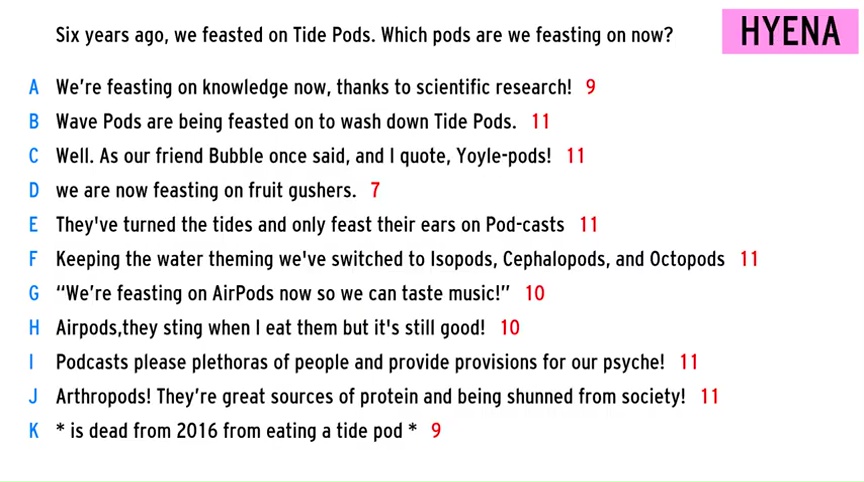 Six years ago, we feasted on Tide Pods. Which pods are we feasting on now?
HYENA
A We're feasting on knowledge now, thanks to scientific research! 9
B Wave Pods are being feasted on to wash down Tide Pods. 11
C Well. As our friend Bubble once said, and I quote, Yoyle-pods! 11
D we are now feasting on fruit gushers. 7
E They've turned the tides and only feast their ears on Pod-casts 11
F Keeping the water theming we've switched to Isopods, Cephalopods, and Octopods 11
G “We're feasting on AirPods now so we can taste music!” 10
H Airpods,they sting when I eat them but it's still good! 10
I Podcasts please plethoras of people and provide provisions for our psyche! 11
J Arthropods! They're great sources of protein and being shunned from society! 11
K * is dead from 2016 from eating a tide pod * 9